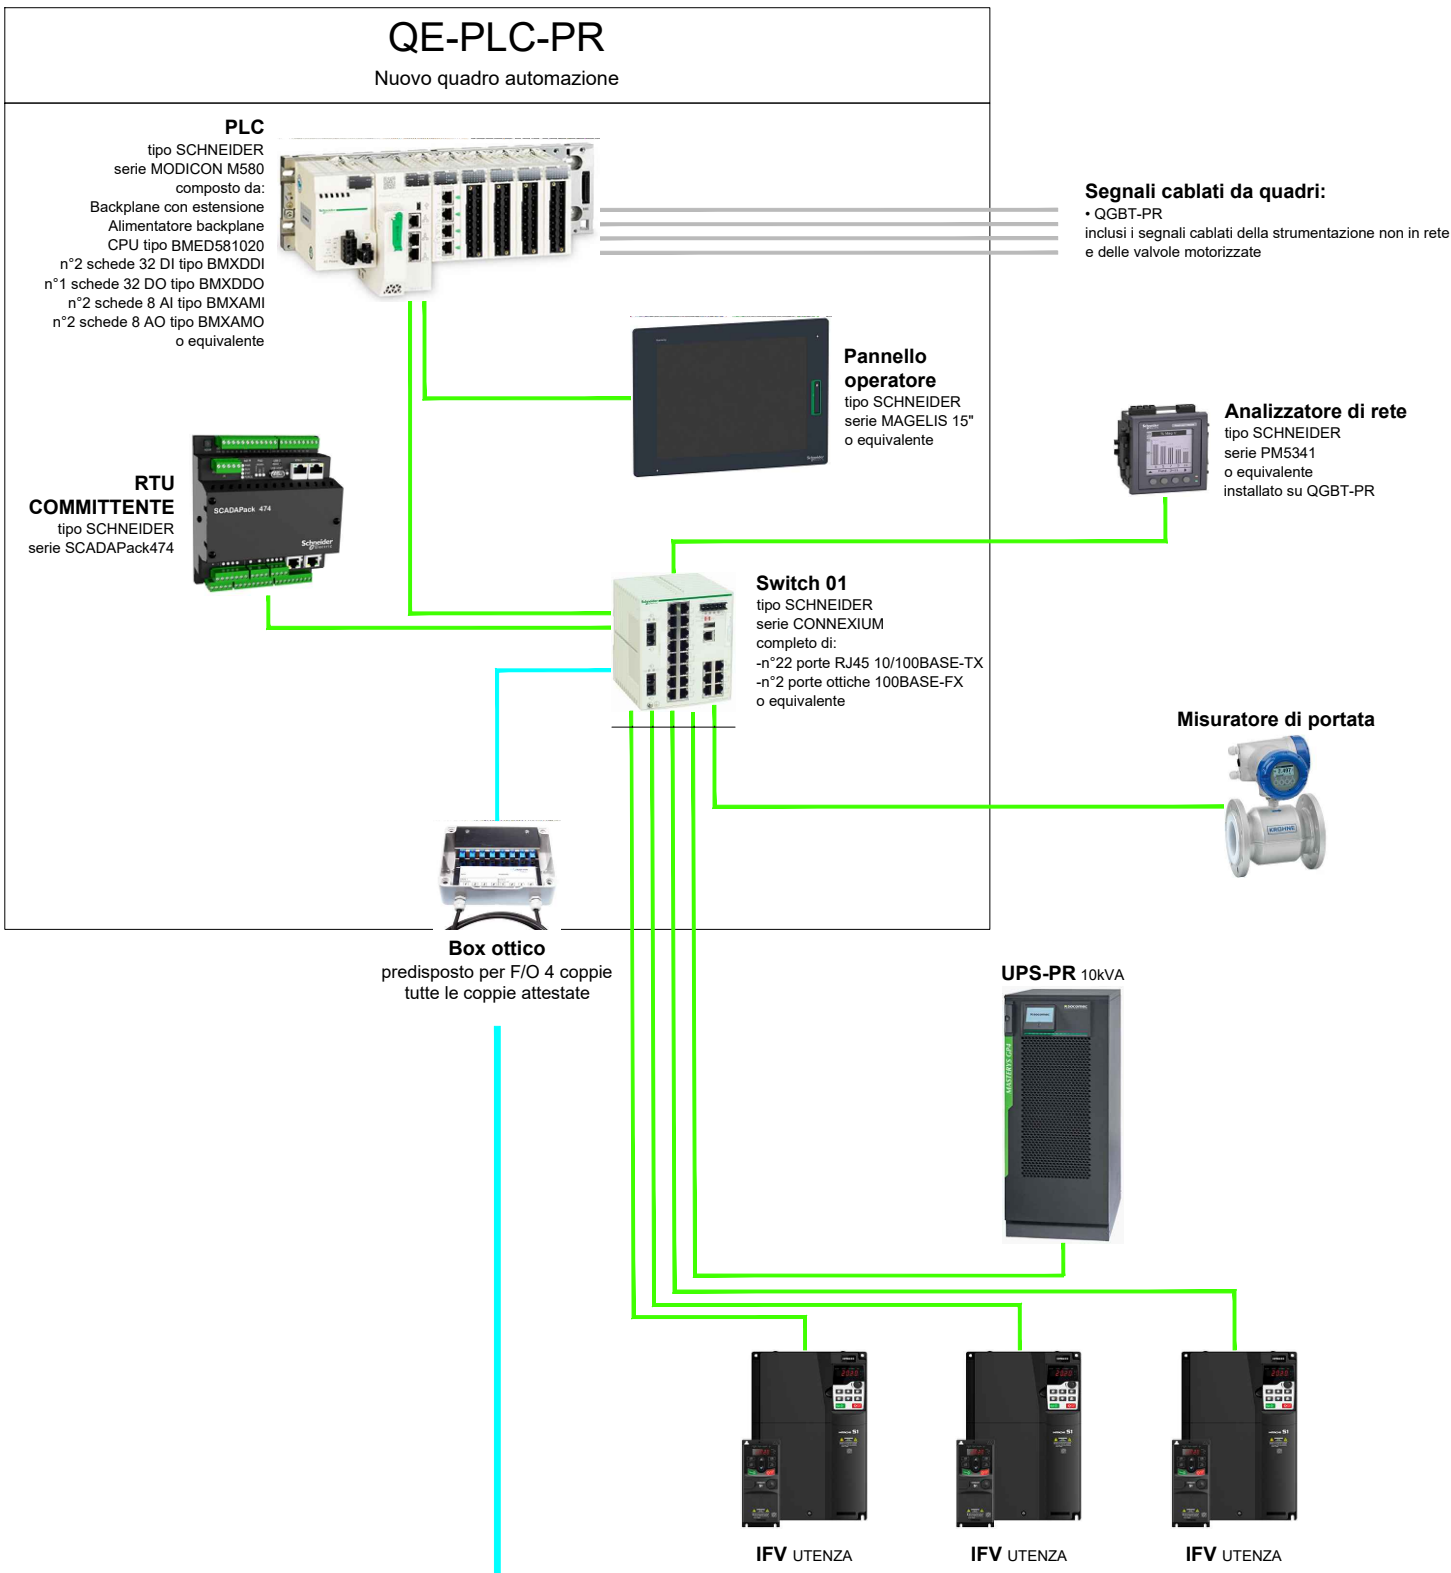 QE-PLC-PR
Nuovo quadro automazione
PLC
tipo SCHNEIDER
serie MODICON M580
composto da:
Backplane con estensione
Alimentatore backplane
CPU tipo BMED581020
n°2 schede 32 DI tipo BMXDDI
n°1 schede 32 DO tipo BMXDDO
n°2 schede 8 AI tipo BMXAMI
n°2 schede 8 AO tipo BMXAMO
o equivalente
Segnali cablati da quadri:
• QGBT-PR
inclusi i segnali cablati della strumentazione non in rete
e delle valvole motorizzate
Pannello
operatore
tipo SCHNEIDER
serie MAGELIS 15"
o equivalente
Analizzatore di rete
tipo SCHNEIDER
serie PM5341
o equivalente
installato su QGBT-PR
RTU
COMMITTENTE
tipo SCHNEIDER
serie SCADAPack474
SCADAPack 474
Schneider
Switch 01
tipo SCHNEIDER
serie CONNEXIUM
completo di:
-n°22 porte RJ45 10/100BASE-TX
-n°2 porte ottiche 100BASE-FX
o equivalente
Misuratore di portata
KROHNE
Box ottico
predisposto per F/O 4 coppie
tutte le coppie attestate
UPS-PR 10kVA
MASTERYS GP4
IFV UTENZA
IFV UTENZA
IFV UTENZA